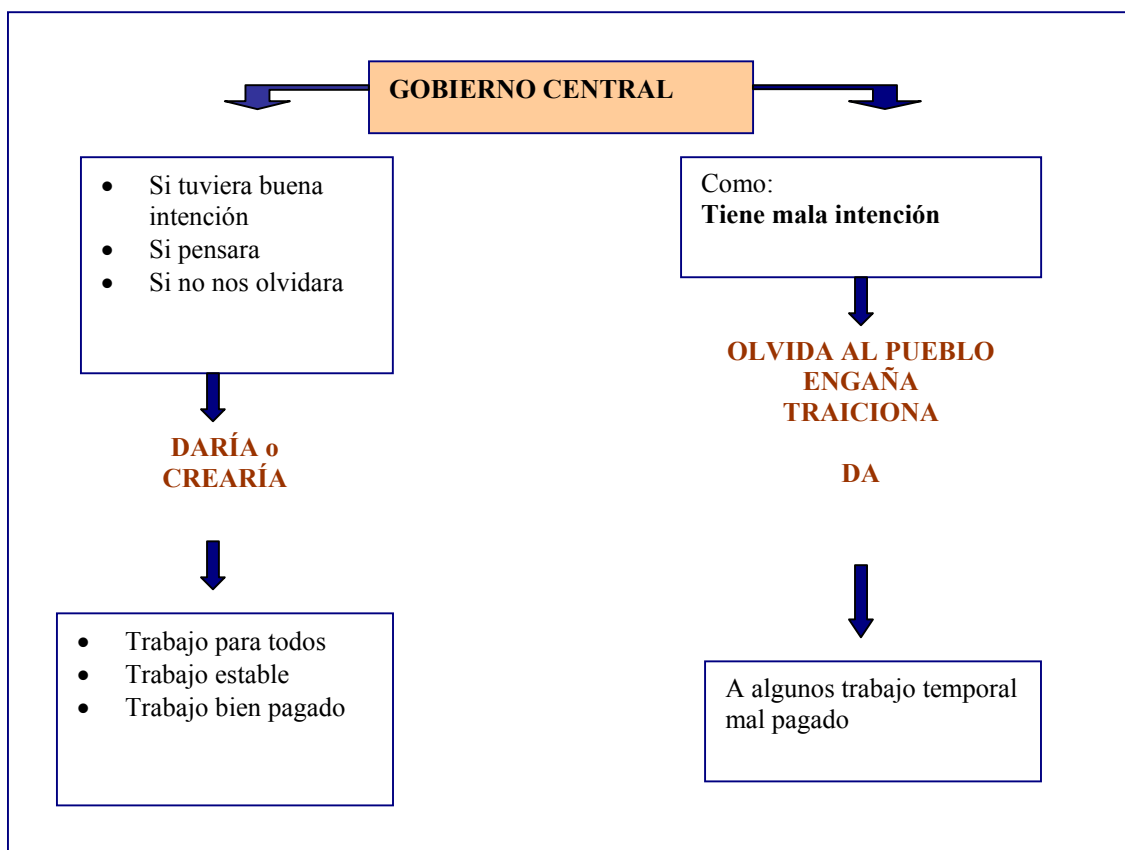 GOBIERNO CENTRAL
• Si tuviera buena
intención
• Si pensara
• Si no nos olvidara
DARÍA o
CREARÍA
• Trabajo para todos
• Trabajo estable
• Trabajo bien pagado
Como:
Tiene mala intención
OLVIDA AL PUEBLO
ENGAÑA
TRAICIONA
DA
A algunos trabajo temporal
mal pagado